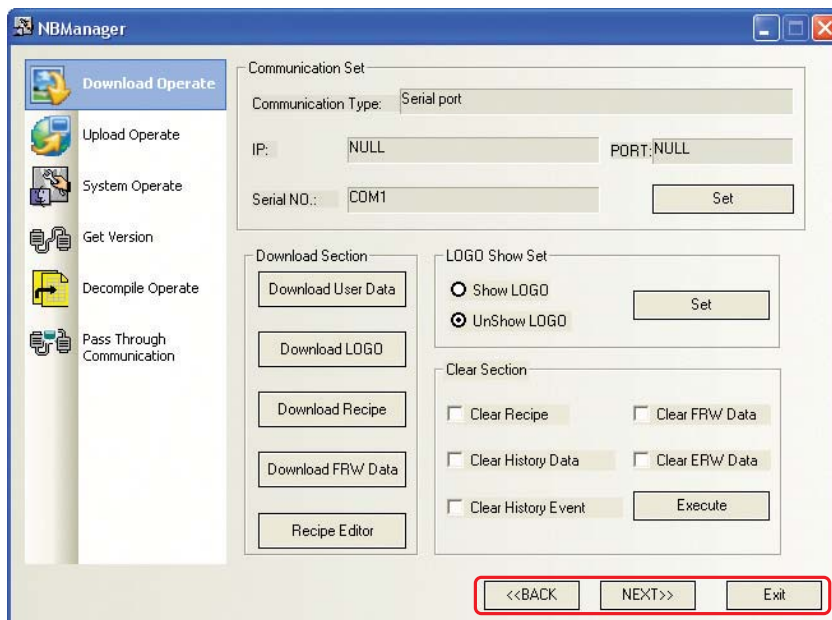 NBManager
Download Operate
Upload Operate
System Operate
Get Version
Decompile Operate
Pass Through
Communication
Communication Set
Communication Type: Serial port
IP: NULL PORT: NULL
Serial NO.: COM1 Set
Download Section
Download User Data
Download LOGO
Download Recipe
Download FRW Data
Recipe Editor
LOGO Show Set
Show LOGO
UnShow LOGO
Set
Clear Section
Clear Recipe Clear FRW Data
Clear History Data Clear ERW Data
Clear History Event Execute
<<BACK NEXT>> Exit